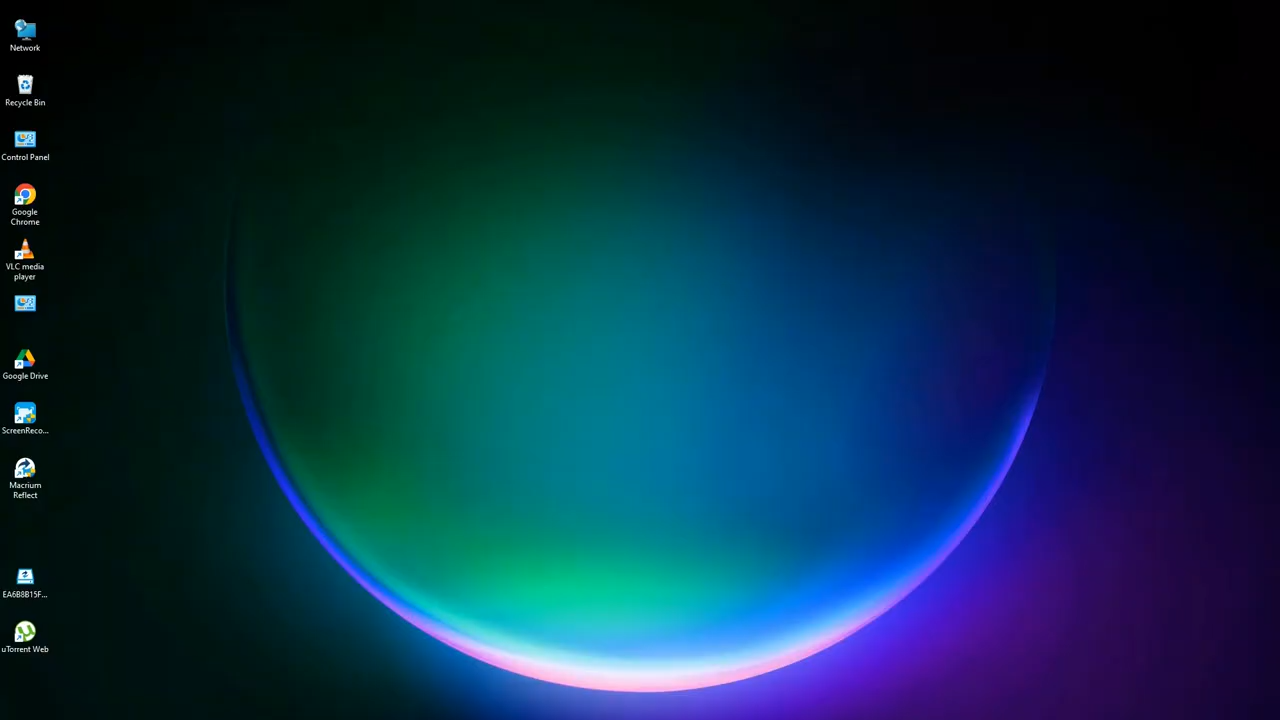 Network
Recycle Bin
Control Panel
Google
Chrome
VLC media
player
Google Drive
ScreenReco...
Macrium
Reflect
EA6B8B15F...
uTorrent Web